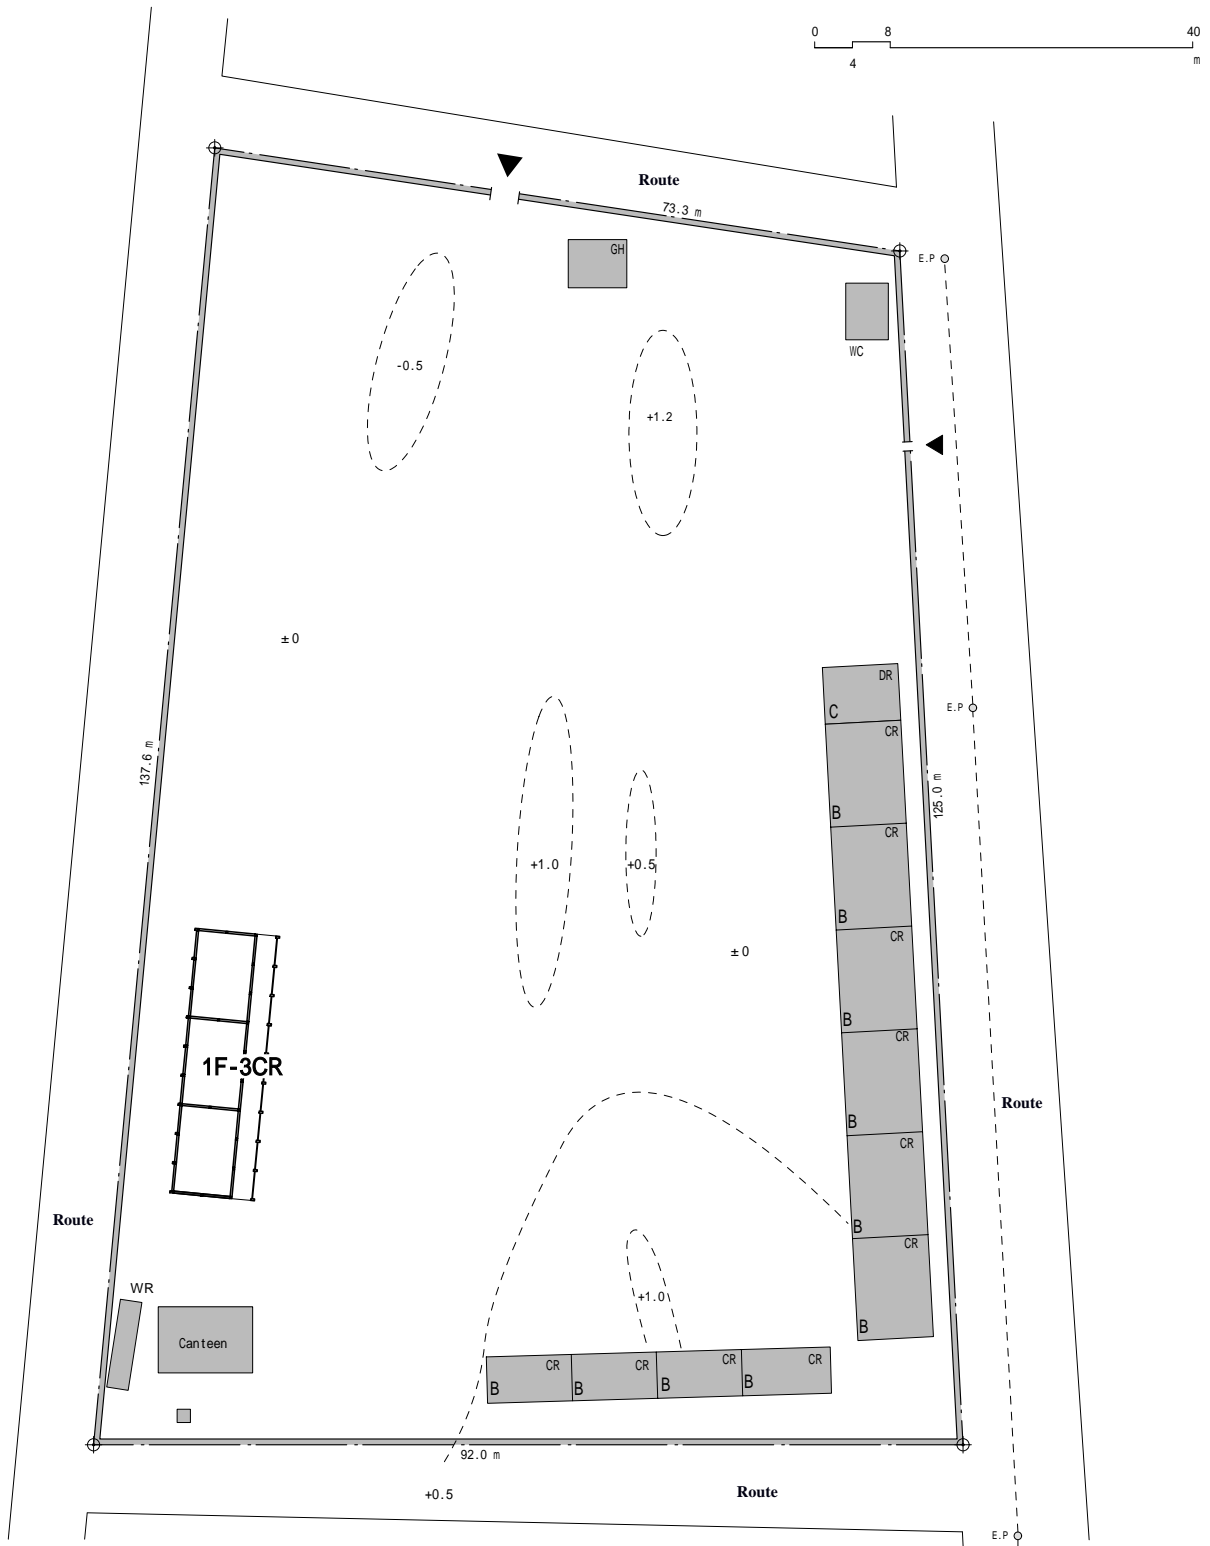 0 8 40
4 m
Route
73.3 m
GH
E.P
WC
-0.5
+1.2
±0
DR
C
E.P
CR
137.6 m
125.0 m
B
CR
+1.0
+0.5
B
CR
±0
B
CR
1F-3CR
Route
B
CR
Route
B
CR
WR
+1.0
B
Canteen
CR
CR
CR
CR
B
B
B
B
92.0 m
+0.5
Route
E.P